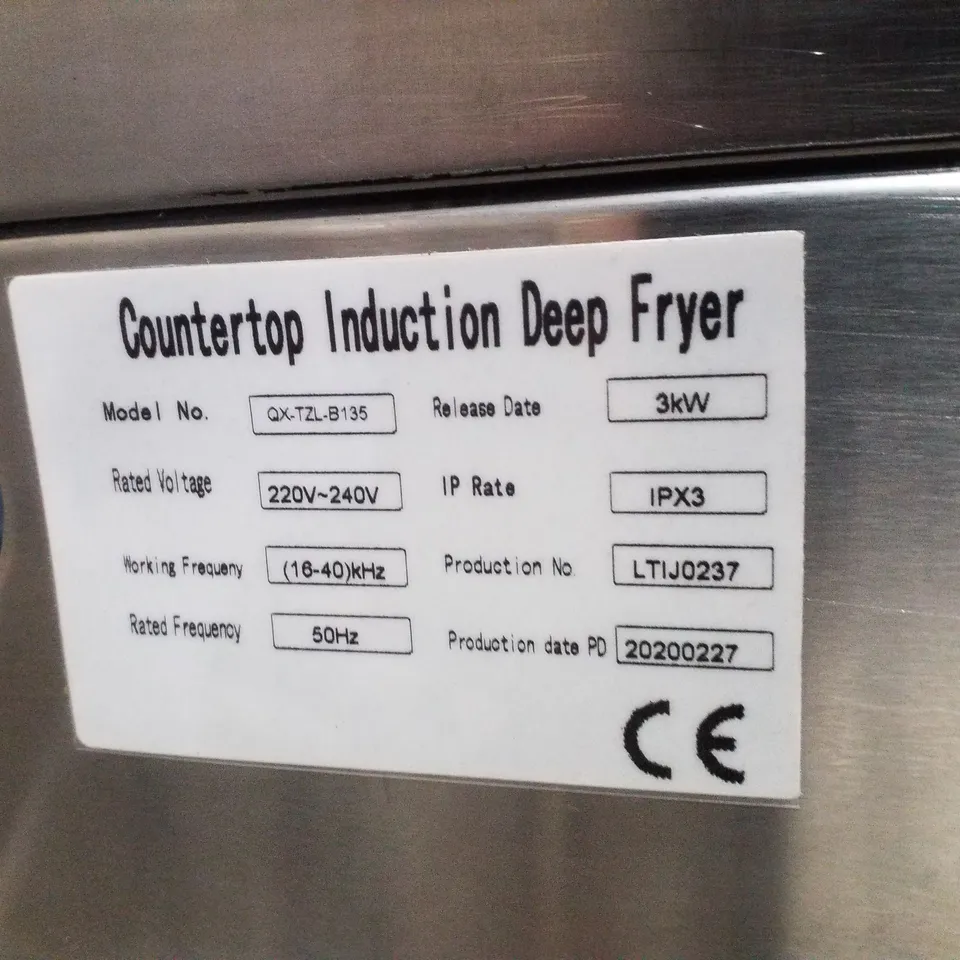 Countertop Induction Deep Fryer
Model No. QX-TZL-B135 Release Date 3kW
Rated Voltage 220V~240V IP Rate IPX3
Working Frequeny (16-40)kHz Production No. LTIJ0237
Rated Frequency 50Hz Production date PD 20200227
CE